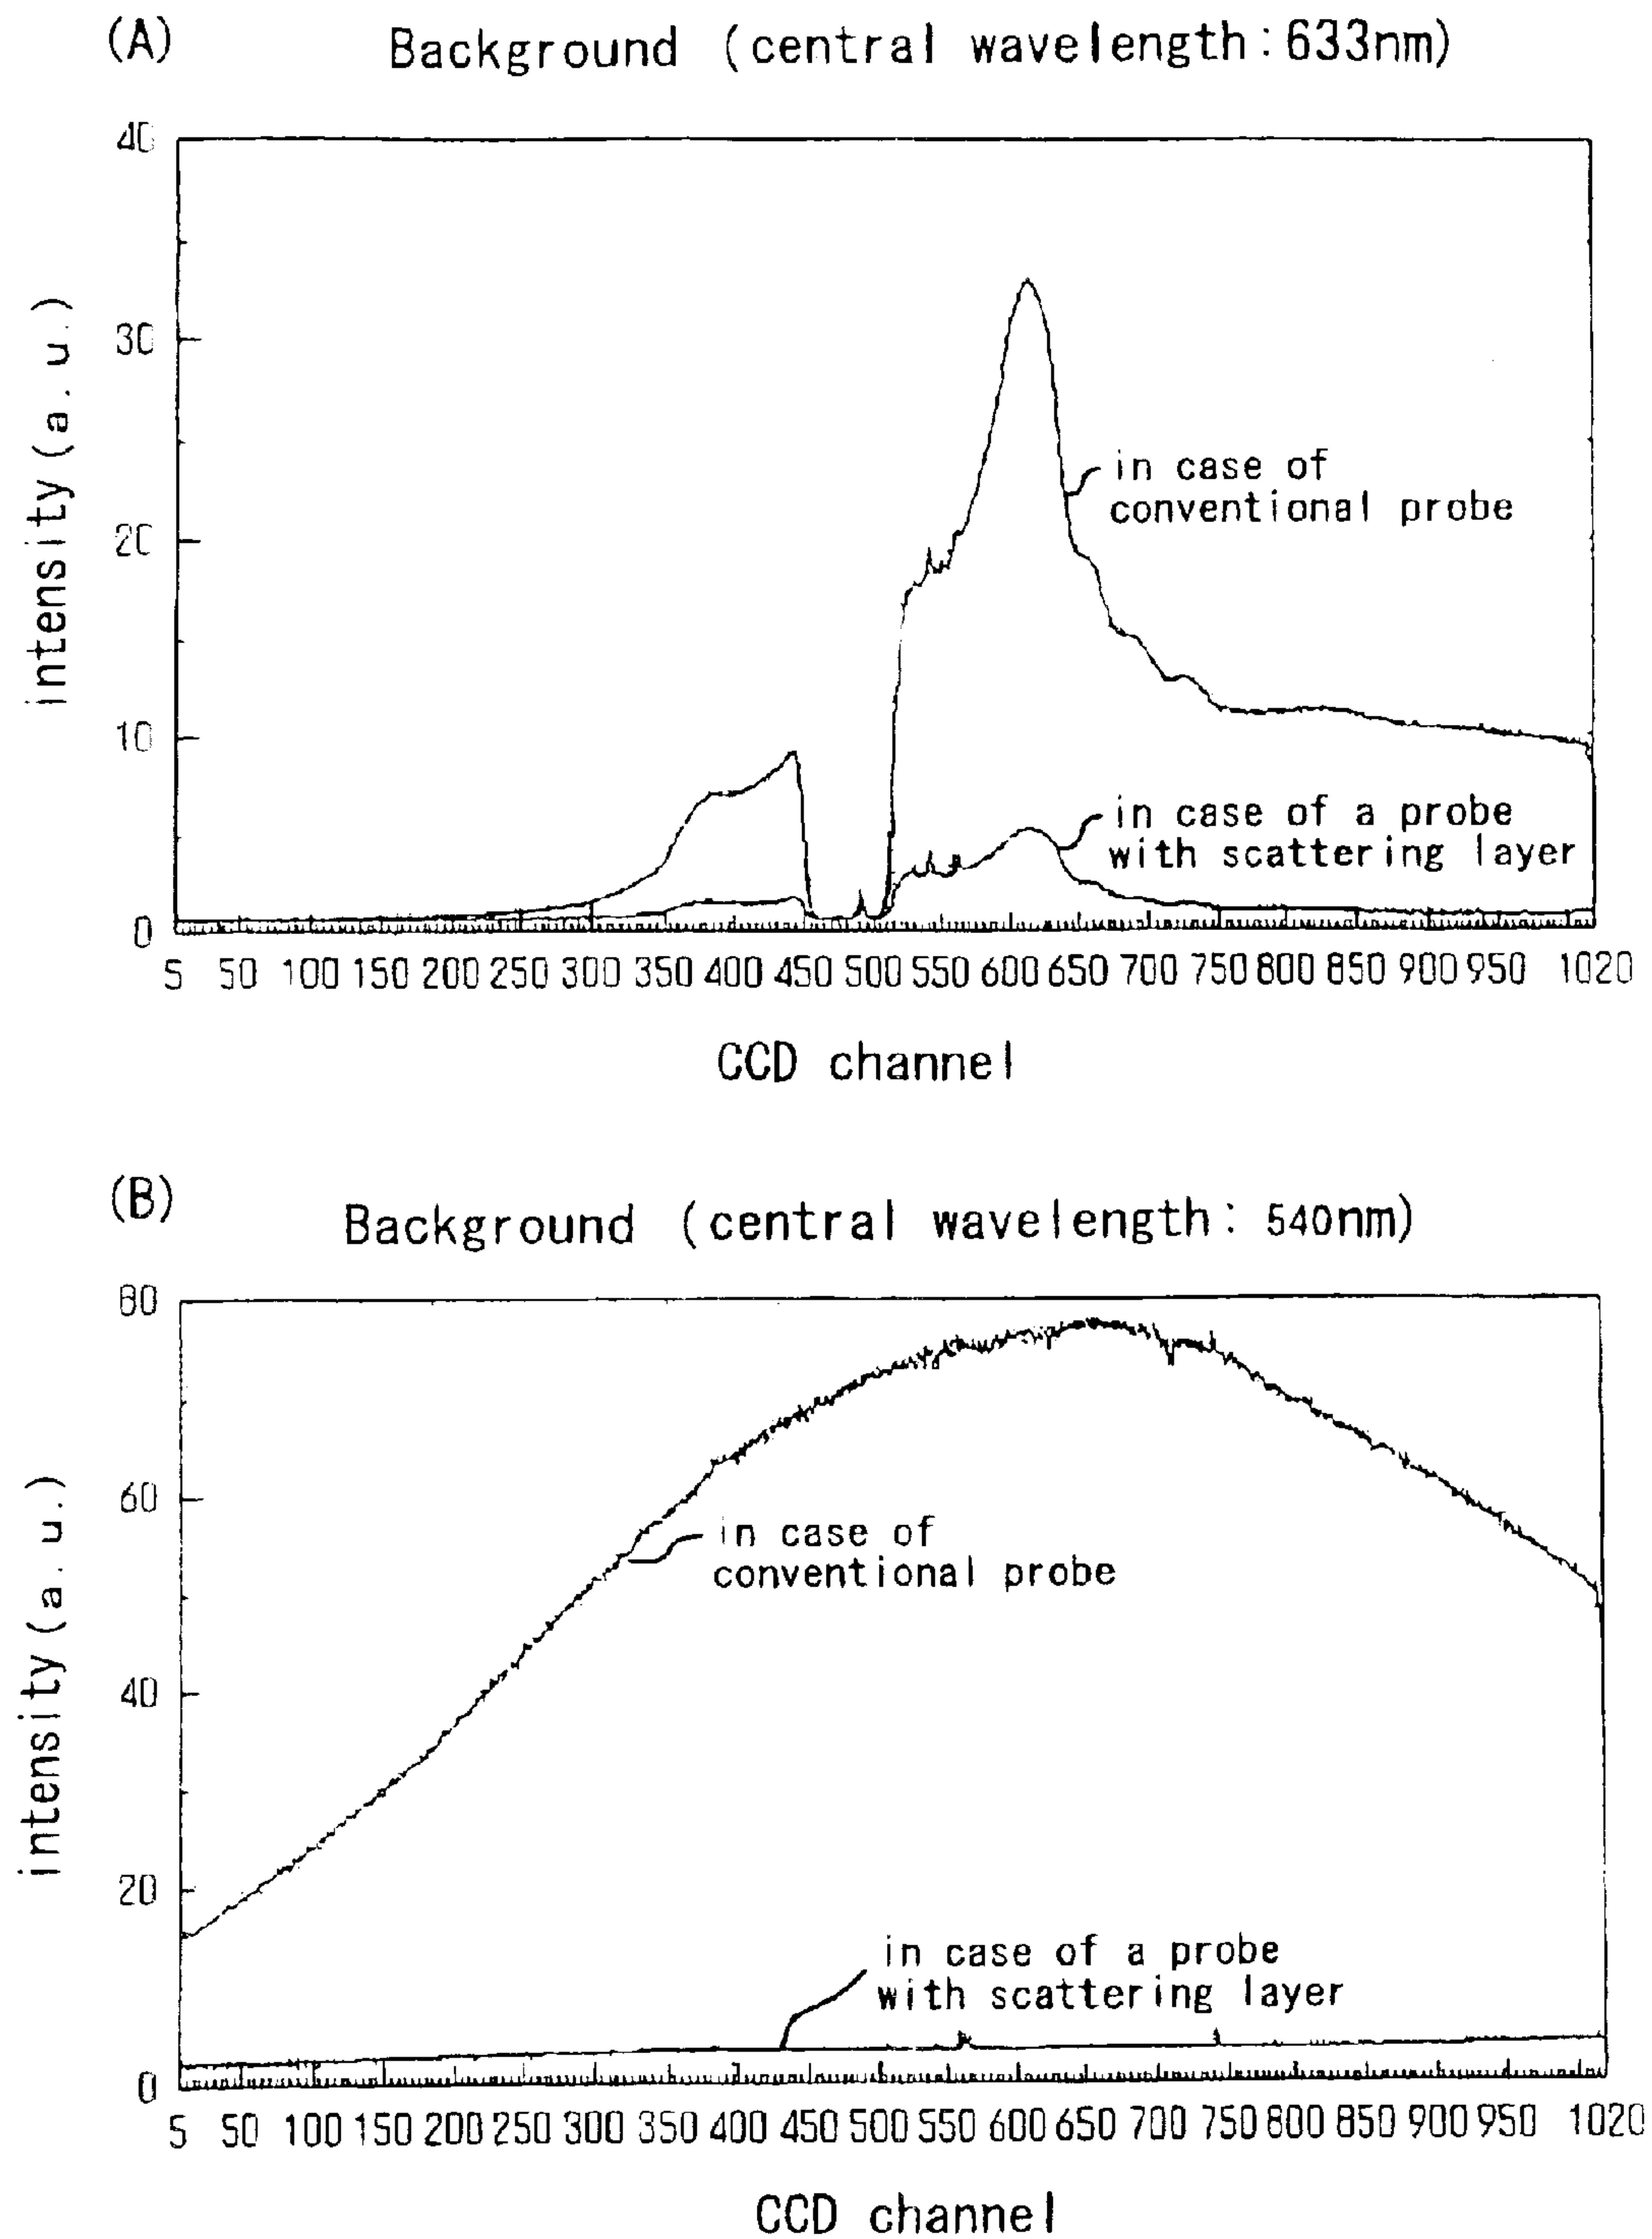 (A)
Background (central wavelength:633nm)
40
30
20
10
0
intensity(a.u.)
in case of
conventional probe
in case of a probe
with scattering layer
5 50 100 150 200 250 300 350 400 450 500 550 600 650 700 750 800 850 900 950 1020
CCD channel
(B)
Background (central wavelength: 540nm)
80
60
40
20
0
intensity(a.u.)
in case of
conventional probe
in case of a probe
with scattering layer
5 50 100 150 200 250 300 350 400 450 500 550 600 650 700 750 800 850 900 950 1020
CCD channel